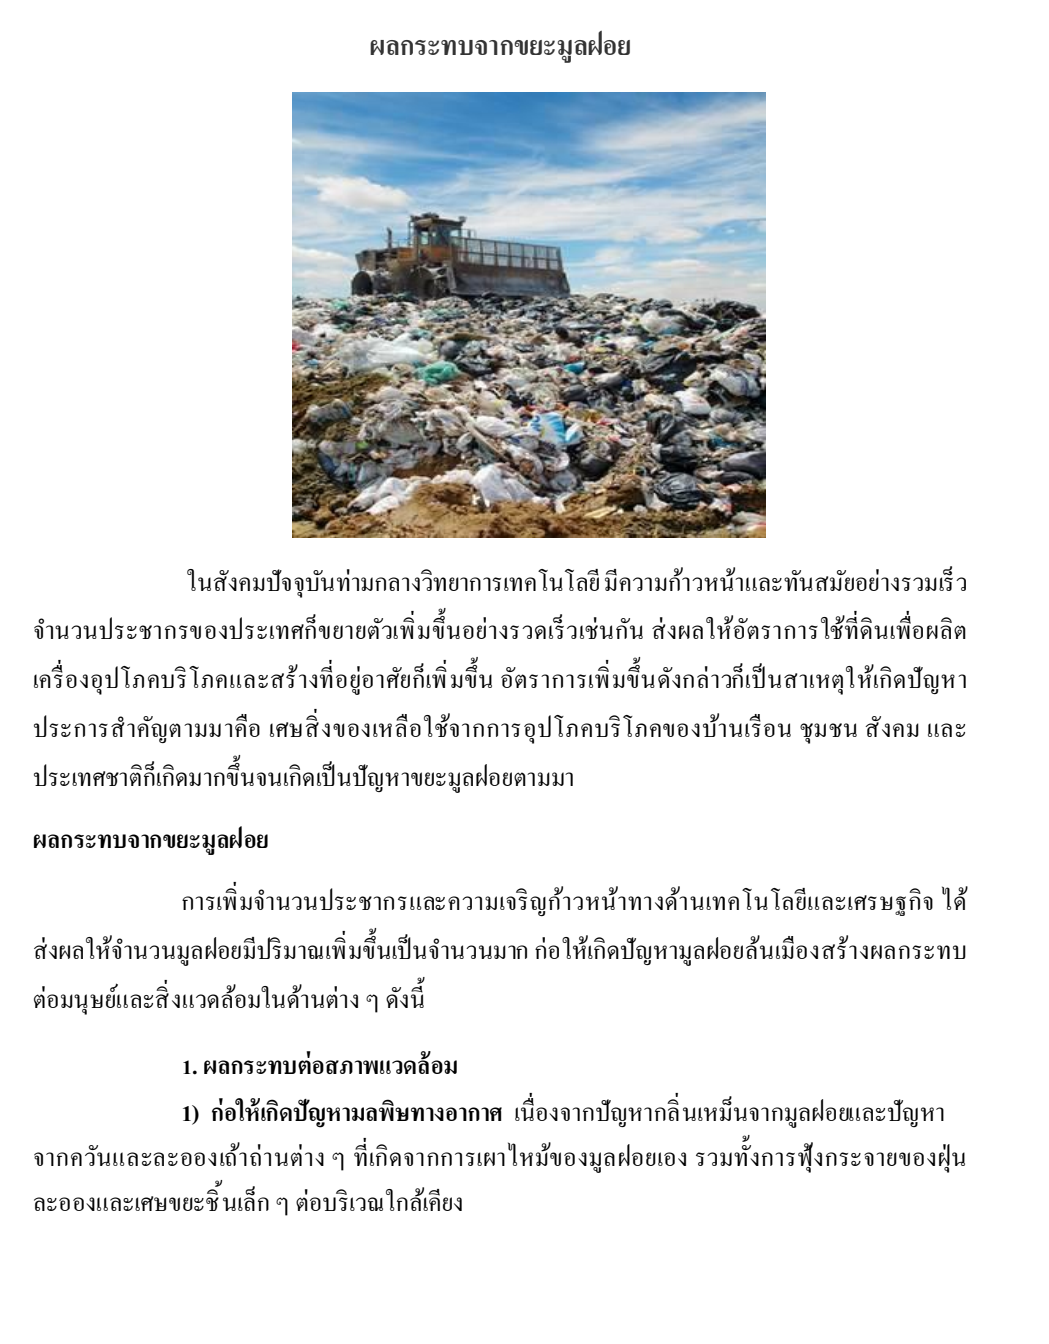 ผลกระทบจากขยะมูลฝอย
ในสังคมปัจจุบันท่ามกลางวิทยาการเทคโนโลยี มีความก้าวหน้าและทันสมัยอย่างรวมเร็ว
จำนวนประชากรของประเทศก็ขยายตัวเพิ่มขึ้นอย่างรวดเร็วเช่นกัน ส่งผลให้อัตราการใช้ที่ดินเพื่อผลิต
เครื่องอุปโภคบริโภคและสร้างที่อยู่อาศัยก็เพิ่มขึ้น อัตราการเพิ่มขึ้นดังกล่าวก็เป็นสาเหตุให้เกิดปัญหา
ประการสำคัญตามมาคือ เศษสิ่งของเหลือใช้จากการอุปโภคบริโภคของบ้านเรือน ชุมชน สังคม และ
ประเทศชาติก็เกิดมากขึ้นจนเกิดเป็นปัญหาขยะมูลฝอยตามมา
ผลกระทบจากขยะมูลฝอย
การเพิ่มจำนวนประชากรและความเจริญก้าวหน้าทางด้านเทคโนโลยีและเศรษฐกิจ ได้
ส่งผลให้จำนวนมูลฝอยมีปริมาณเพิ่มขึ้นเป็นจำนวนมาก ก่อให้เกิดปัญหามูลฝอยล้นเมืองสร้างผลกระทบ
ต่อมนุษย์และสิ่งแวดล้อมในด้านต่าง ๆ ดังนี้
1. ผลกระทบต่อสภาพแวดล้อม
1) ก่อให้เกิดปัญหามลพิษทางอากาศ เนื่องจากปัญหากลิ่นเหม็นจากมูลฝอยและปัญหา
จากควันและละอองเถ้าถ่านต่าง ๆ ที่เกิดจากการเผาไหม้ของมูลฝอยเอง รวมทั้งการฟุ้งกระจายของฝุ่น
ละอองและเศษขยะชิ้นเล็ก ๆ ต่อบริเวณใกล้เคียง